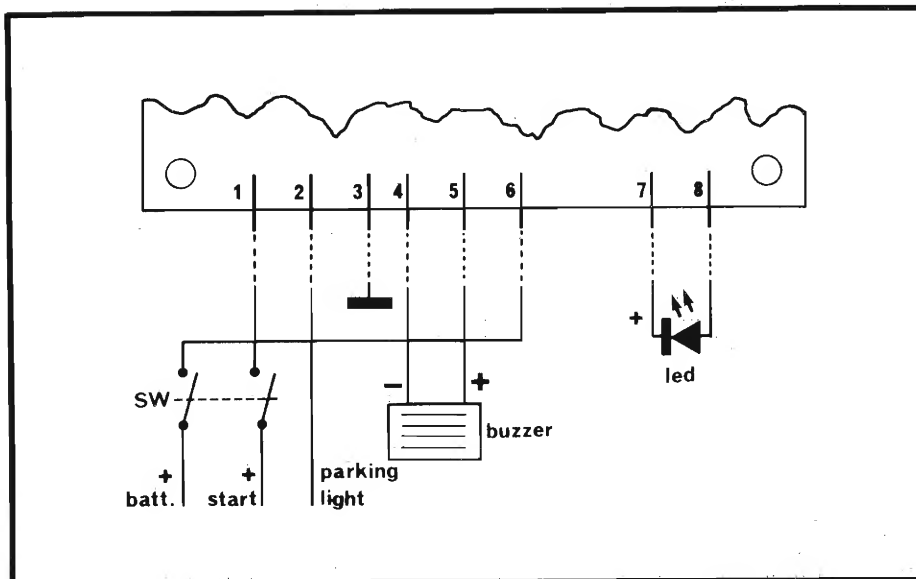 1 2 3 4 5 6 7 8
+
led
SW
- +
buzzer
+ + parking
batt. start light